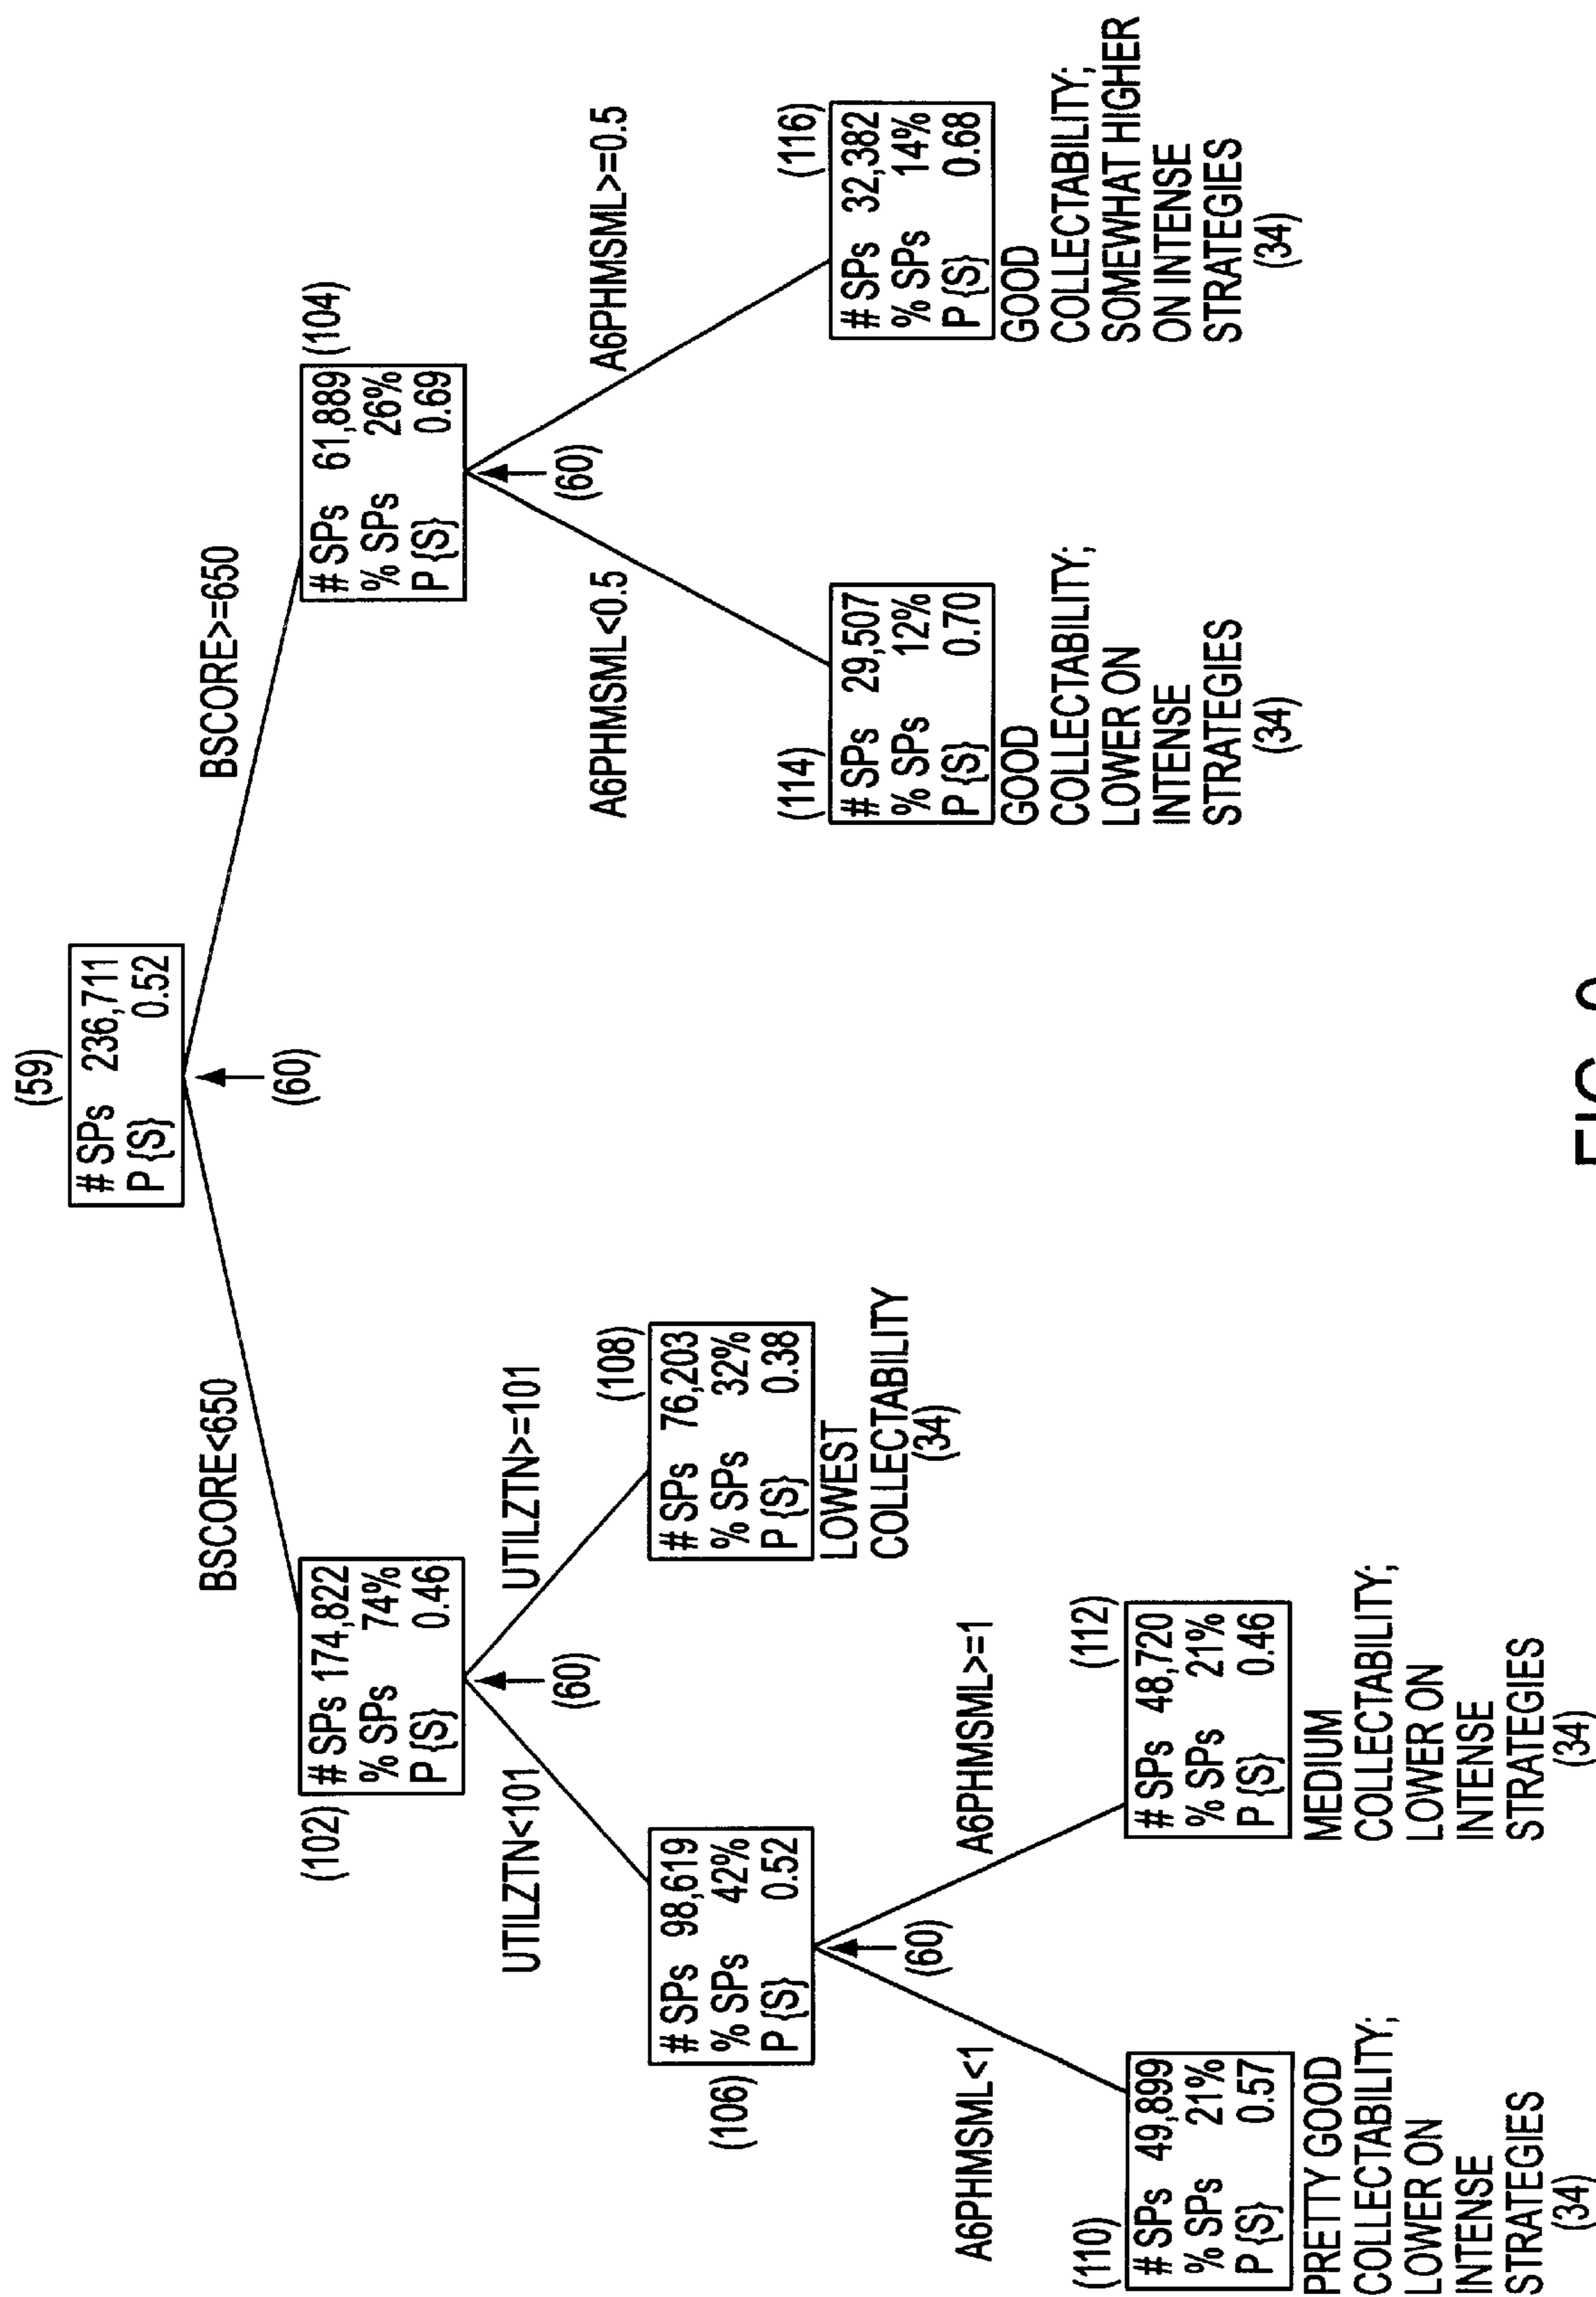 (59)
# SPs 236,711
P {S} 0.52
(60)
BSCORE<650
BSCORE>=650
(102)
# SPs 174,822
% SPs 74%
P {S} 0.46
(60)
(104)
# SPs 61,889
% SPs 26%
P {S} 0.69
(60)
UTILZTN<101
UTILZTN>=101
A6PHMSML<0.5
A6PHMSML>=0.5
(106)
# SPs 98,619
% SPs 42%
P {S} 0.52
(60)
(108)
# SPs 76,203
% SPs 32%
P {S} 0.38
LOWEST
COLLECTABILITY
(34)
(114)
# SPs 29,507
% SPs 12%
P {S} 0.70
GOOD
COLLECTABILITY;
LOWER ON
INTENSE
STRATEGIES
(34)
(116)
# SPs 32,382
% SPs 14%
P {S} 0.68
GOOD
COLLECTABILITY;
SOMEWHAT HIGHER
ON INTENSE
STRATEGIES
(34)
A6PHMSML<1
A6PHMSML>=1
(110)
# SPs 49,899
% SPs 21%
P {S} 0.57
PRETTY GOOD
COLLECTABILITY;
LOWER ON
INTENSE
STRATEGIES
(34)
(112)
# SPs 48,720
% SPs 21%
P {S} 0.46
MEDIUM
COLLECTABILITY;
LOWER ON
INTENSE
STRATEGIES
(34)